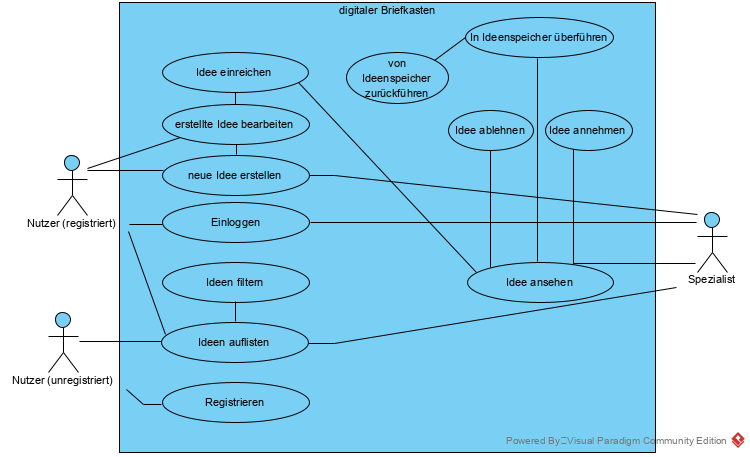 digitaler Briefkasten
In Ideenspeicher überführen
Idee einreichen
von
Ideenspeicher
zurückführen
erstellte Idee bearbeiten
Idee ablehnen
Idee annehmen
neue Idee erstellen
Nutzer (registriert)
Einloggen
Spezialist
Ideen filtern
Idee ansehen
Ideen auflisten
Nutzer (unregistriert)
Registrieren
Powered By Visual Paradigm Community Edition